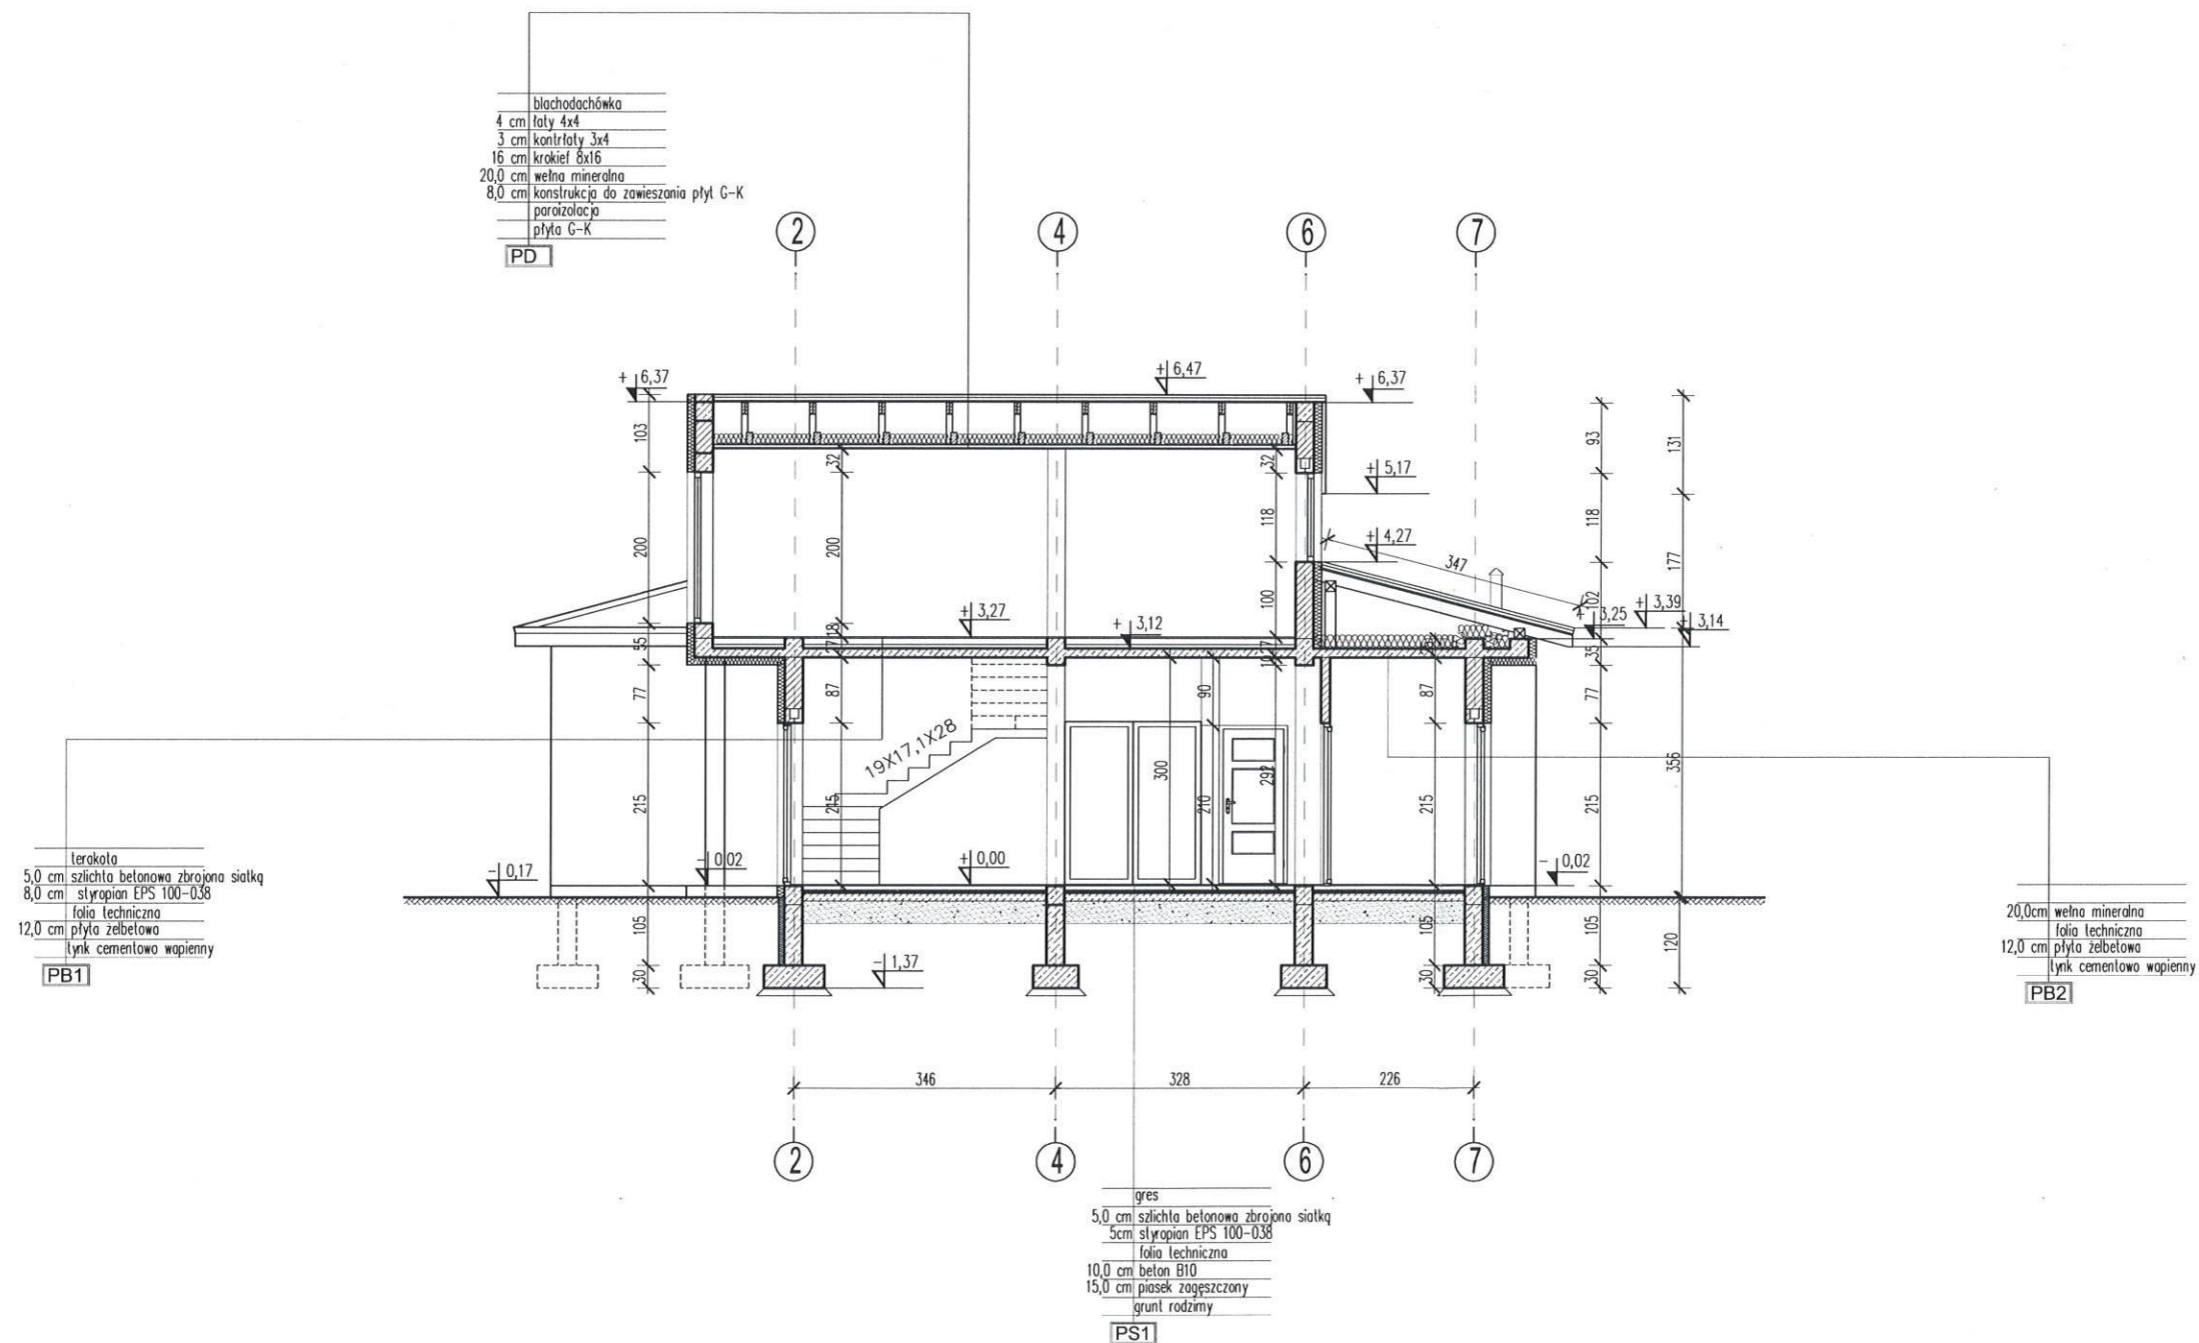 blachodachówka
4 cm łaty 4x4
3 cm kontrłaty 3x4
16 cm krokief 8x16
20,0 cm wełna mineralna
8,0 cm konstrukcja do zawieszania płyt G-K
paroizolacja
płyta G-K
PD
2 4 6 7
+ 6,37
+ 6,47
+ 6,37
103
32
32
93
131
+ 5,17
200
200
118
118
177
+ 4,27
347
100
102
+ 3,27
+ 3,12
+ 3,25
+ 3,39
+ 3,14
55
18
35
77
87
90
87
77
19X17,1X28
300
292
356
215
215
210
215
215
- 0,17
- 0,02
+ 0,00
- 0,02
105
105
105
120
30
- 1,37
30
30
terakota
5,0 cm szlichta betonowa zbrojona siatką
8,0 cm styropian EPS 100-038
folia techniczna
12,0 cm płyta żelbetowa
tynk cementowo wapienny
PB1
20,0cm wełna mineralna
folia techniczna
12,0 cm płyta żelbetowa
tynk cementowo wapienny
PB2
346 328 226
2 4 6 7
gres
5,0 cm szlichta betonowa zbrojona siatką
5cm styropian EPS 100-038
folia techniczna
10,0 cm beton B10
15,0 cm piasek zagęszczony
grunt rodzimy
PS1